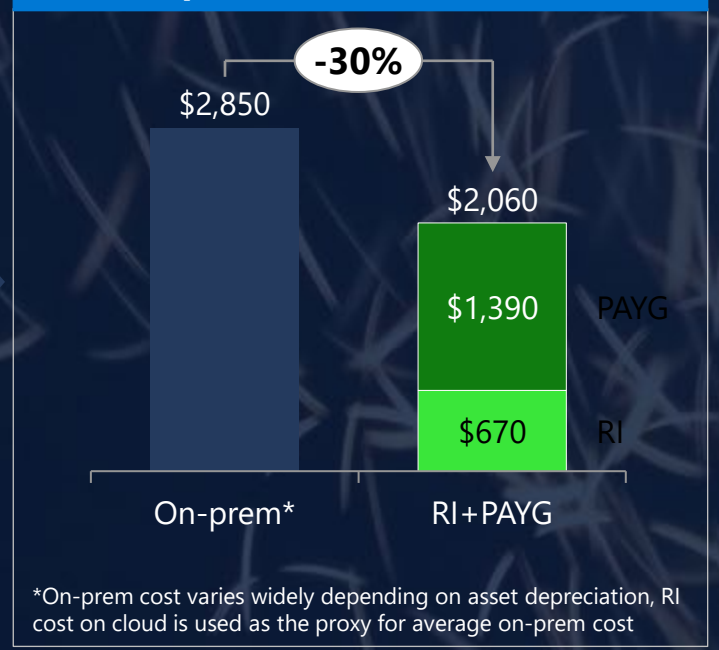 -30%
$2,850
$2,060
$1,390 PAYG
$670 RI
On-prem* RI+PAYG
*On-prem cost varies widely depending on asset depreciation, RI
cost on cloud is used as the proxy for average on-prem cost